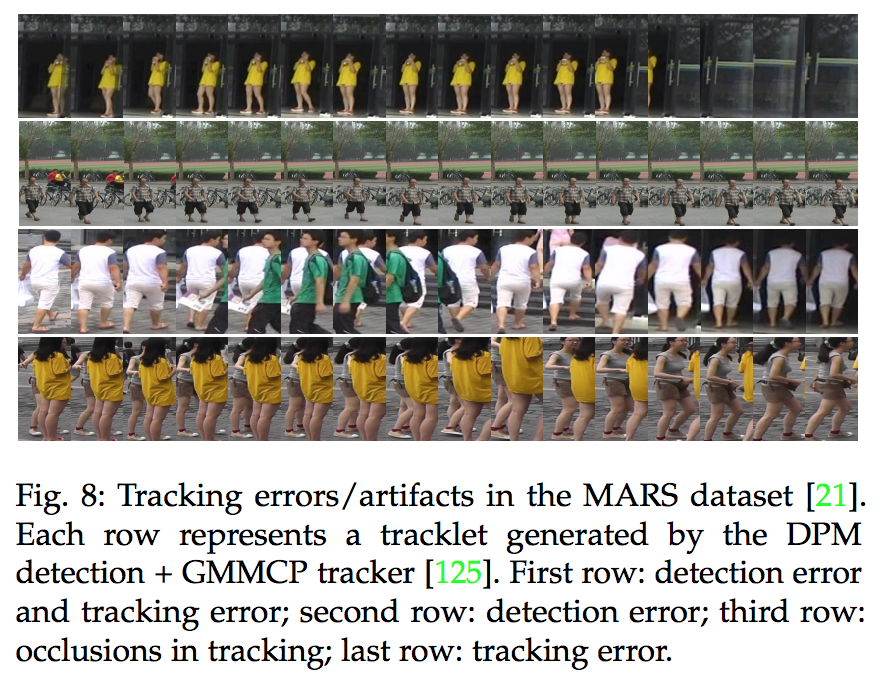 Fig. 8: Tracking errors/artifacts in the MARS dataset [21].
Each row represents a tracklet generated by the DPM
detection + GMMCP tracker [125]. First row: detection error
and tracking error; second row: detection error; third row:
occlusions in tracking; last row: tracking error.